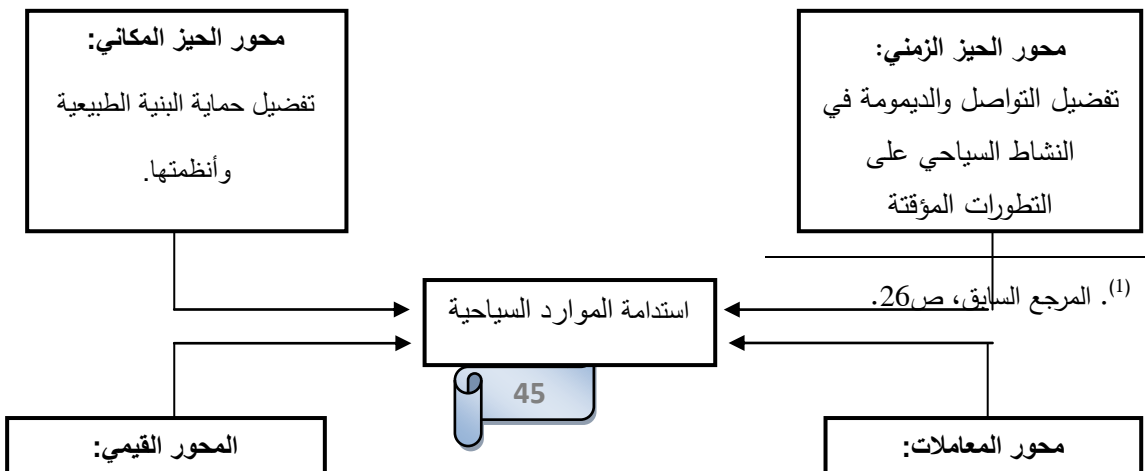 محور الحيز الزمني:
تفضيل التواصل والديمومة في
النشاط السياحي على
التطورات المؤقتة
محور الحيز المكاني:
تفضيل حماية البنية الطبيعية
وأنظمتها.
استدامة الموارد السياحية
(1). المرجع السابق، ص26.
45
محور المعاملات:
المحور القيمي: